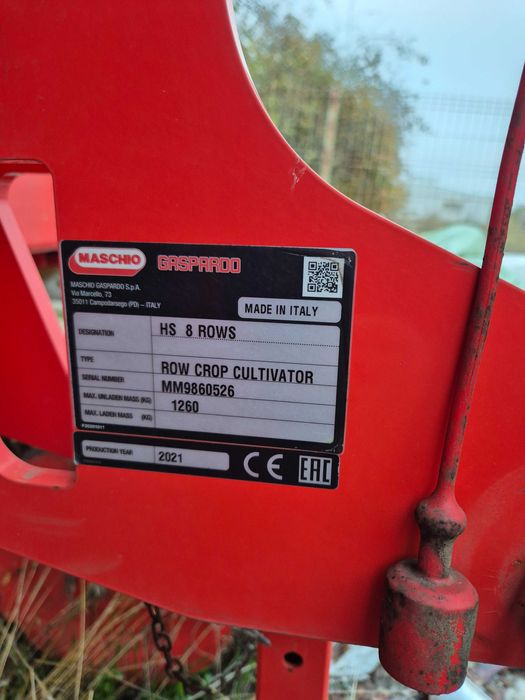 MASCHIO
GASPARDO
MASCHIO GASPARDO S.p.A.
Via Marcello, 73
35011 Campodarsego (PD) – ITALY
MADE IN ITALY
DESIGNATION HS 8 ROWS
TYPE ROW CROP CULTIVATOR
SERIAL NUMBER MM9860526
MAX. UNLADEN MASS (KG) 1260
MAX. LADEN MASS (KG)
PRODUCTION YEAR 2021
CE EAC